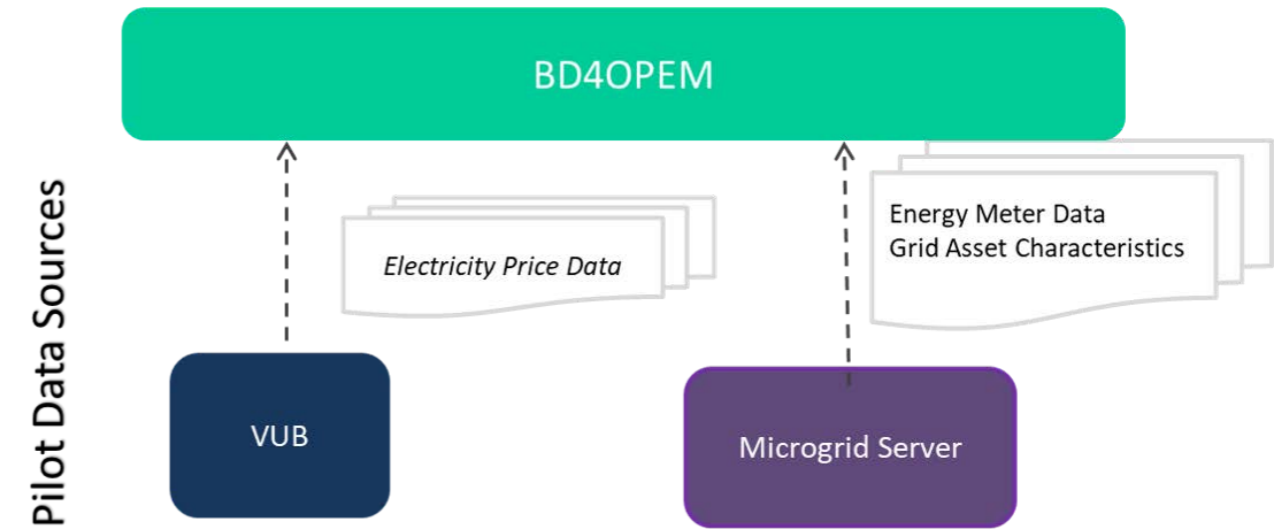 BD4OPEM
Pilot Data Sources
Electricity Price Data
Energy Meter Data
Grid Asset Characteristics
VUB
Microgrid Server